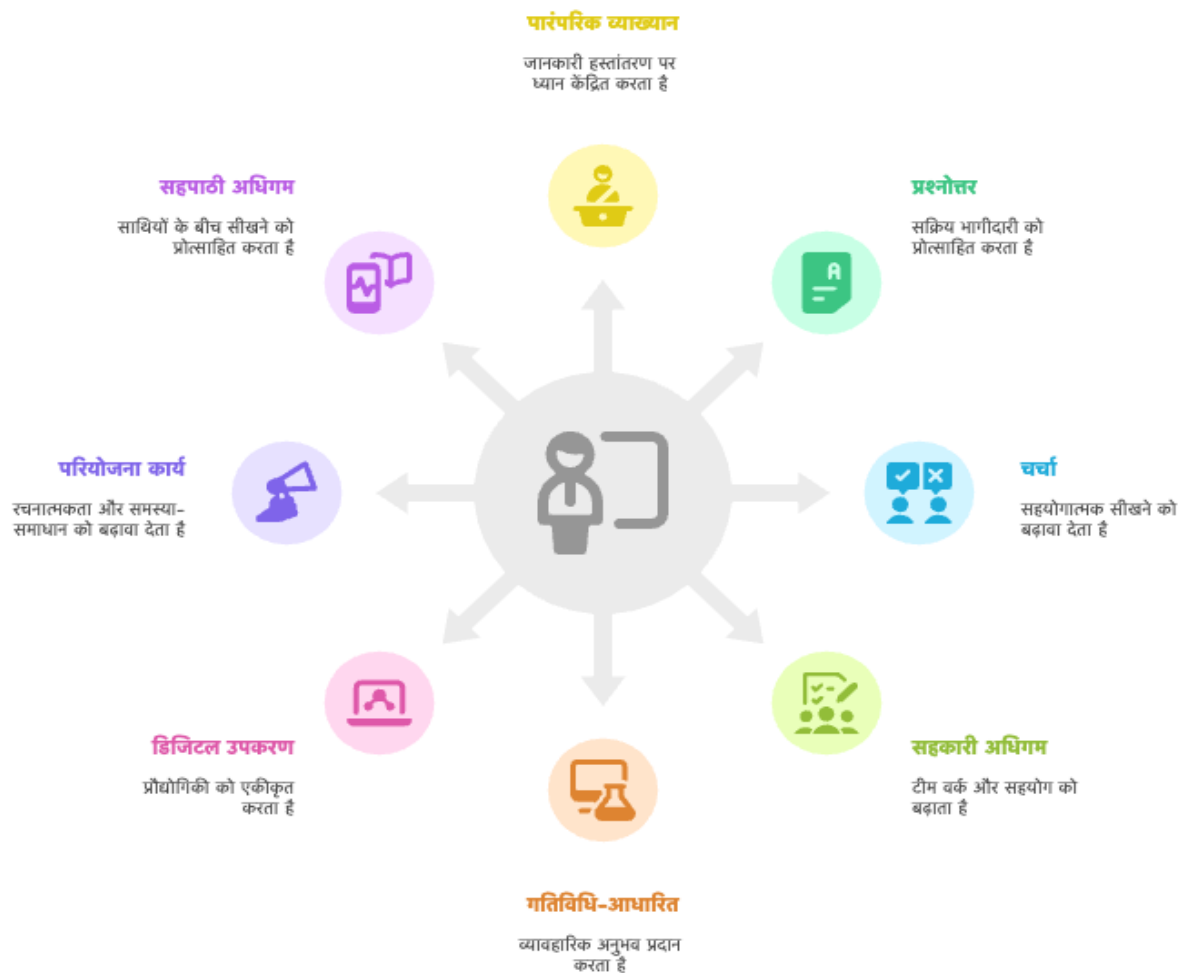 पारंपरिक व्याख्यान
जानकारी हस्तांतरण पर
ध्यान केंद्रित करता है
सहपाठी अधिगम
साथियों के बीच सीखने को
प्रोत्साहित करता है
प्रश्नोत्तर
सक्रिय भागीदारी को
प्रोत्साहित करता है
A
परियोजना कार्य
रचनात्मकता और समस्या-
समाधान को बढ़ावा देता है
चर्चा
सहयोगात्मक सीखने को
बढ़ावा देता है
डिजिटल उपकरण
प्रौद्योगिकी को एकीकृत
करता है
सहकारी अधिगम
टीम वर्क और सहयोग को
बढ़ाता है
गतिविधि-आधारित
व्यावहारिक अनुभव प्रदान
करता है